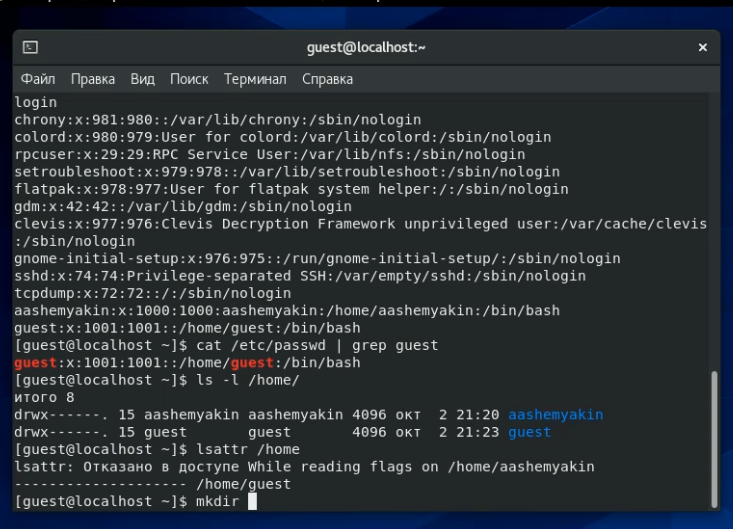 guest@localhost:~
×
Файл Правка Вид Поиск Терминал Справка
login
chrony:x:981:980::/var/lib/chrony:/sbin/nologin
colord:x:980:979:User for colord:/var/lib/colord:/sbin/nologin
rpcuser:x:29:29:RPC Service User:/var/lib/nfs:/sbin/nologin
setroubleshoot:x:979:978::/var/lib/setroubleshoot:/sbin/nologin
flatpak:x:978:977:User for flatpak system helper:/:/sbin/nologin
gdm:x:42:42::/var/lib/gdm:/sbin/nologin
clevis:x:977:976:Clevis Decryption Framework unprivileged user:/var/cache/clevis
:/sbin/nologin
gnome-initial-setup:x:976:975::/run/gnome-initial-setup/:/sbin/nologin
sshd:x:74:74:Privilege-separated SSH:/var/empty/sshd:/sbin/nologin
tcpdump:x:72:72::/:/sbin/nologin
aashemyakin:x:1000:1000:aashemyakin:/home/aashemyakin:/bin/bash
guest:x:1001:1001::/home/guest:/bin/bash
[guest@localhost ~]$ cat /etc/passwd | grep guest
guest:x:1001:1001::/home/guest:/bin/bash
[guest@localhost ~]$ ls -l /home/
итого 8
drwx------. 15 aashemyakin aashemyakin 4096 окт  2 21:20 aashemyakin
drwx------. 15 guest       guest       4096 окт  2 21:23 guest
[guest@localhost ~]$ lsattr /home
lsattr: Отказано в доступе While reading flags on /home/aashemyakin
-------------------- /home/guest
[guest@localhost ~]$ mkdir